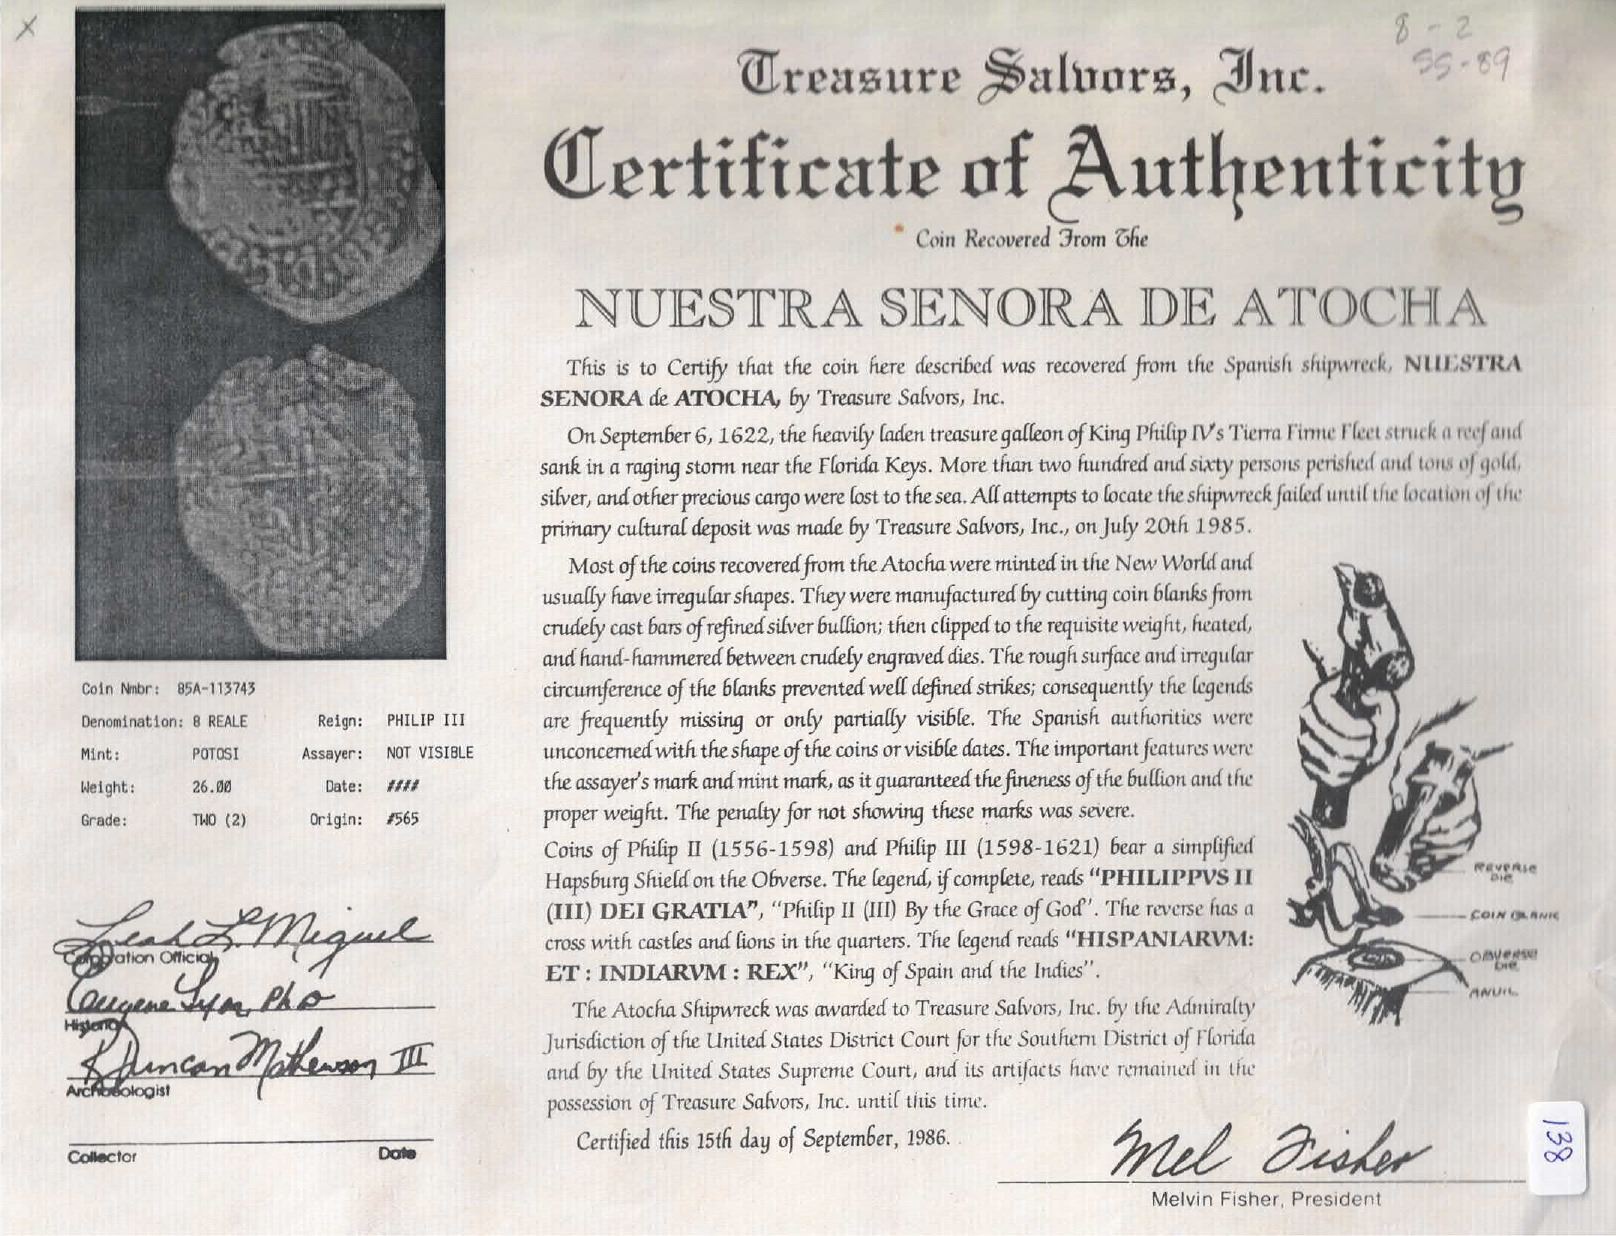 X
8 - 2
SS-89
Treasure Salvors, Inc.
Certificate of Authenticity
Coin Recovered From The
NUESTRA SENORA DE ATOCHA
This is to Certify that the coin here described was recovered from the Spanish shipwreck, NUESTRA
SENORA de ATOCHA, by Treasure Salvors, Inc.
On September 6, 1622, the heavily laden treasure galleon of King Philip IV's Tierra Firme Fleet struck a reef and
sank in a raging storm near the Florida Keys. More than two hundred and sixty persons perished and tons of gold,
silver, and other precious cargo were lost to the sea. All attempts to locate the shipwreck failed until the location of the
primary cultural deposit was made by Treasure Salvors, Inc., on July 20th 1985.
Most of the coins recovered from the Atocha were minted in the New World and
usually have irregular shapes. They were manufactured by cutting coin blanks from
crudely cast bars of refined silver bullion; then clipped to the requisite weight, heated,
and hand-hammered between crudely engraved dies. The rough surface and irregular
circumference of the blanks prevented well defined strikes; consequently the legends
are frequently missing or only partially visible. The Spanish authorities were
unconcerned with the shape of the coins or visible dates. The important features were
the assayer's mark and mint mark, as it guaranteed the fineness of the bullion and the
proper weight. The penalty for not showing these marks was severe.
Coins of Philip II (1556-1598) and Philip III (1598-1621) bear a simplified
Hapsburg Shield on the Obverse. The legend, if complete, reads "PHILIPPVS II
(III) DEI GRATIA", "Philip II (III) By the Grace of God". The reverse has a
cross with castles and lions in the quarters. The legend reads "HISPANIARVM:
ET : INDIARVM : REX", "King of Spain and the Indies".
The Atocha Shipwreck was awarded to Treasure Salvors, Inc. by the Admiralty
Jurisdiction of the United States District Court for the Southern District of Florida
and by the United States Supreme Court, and its artifacts have remained in the
possession of Treasure Salvors, Inc. until this time.
Certified this 15th day of September, 1986.
Mel Fisher
Melvin Fisher, President
REVERSE
DIE
COIN BLANK
OBVERSE
DIE
ANVIL
Coin Nmbr: 85A-113743
Denomination: 8 REALE Reign: PHILIP III
Mint: POTOSI Assayer: NOT VISIBLE
Weight: 26.00 Date: ####
Grade: TWO (2) Origin: #565
Leah L. Miguel
Corporation Official
Eugene Lyon, PhD
Historian
R Duncan Mathewson III
Archaeologist
Collector Date
138